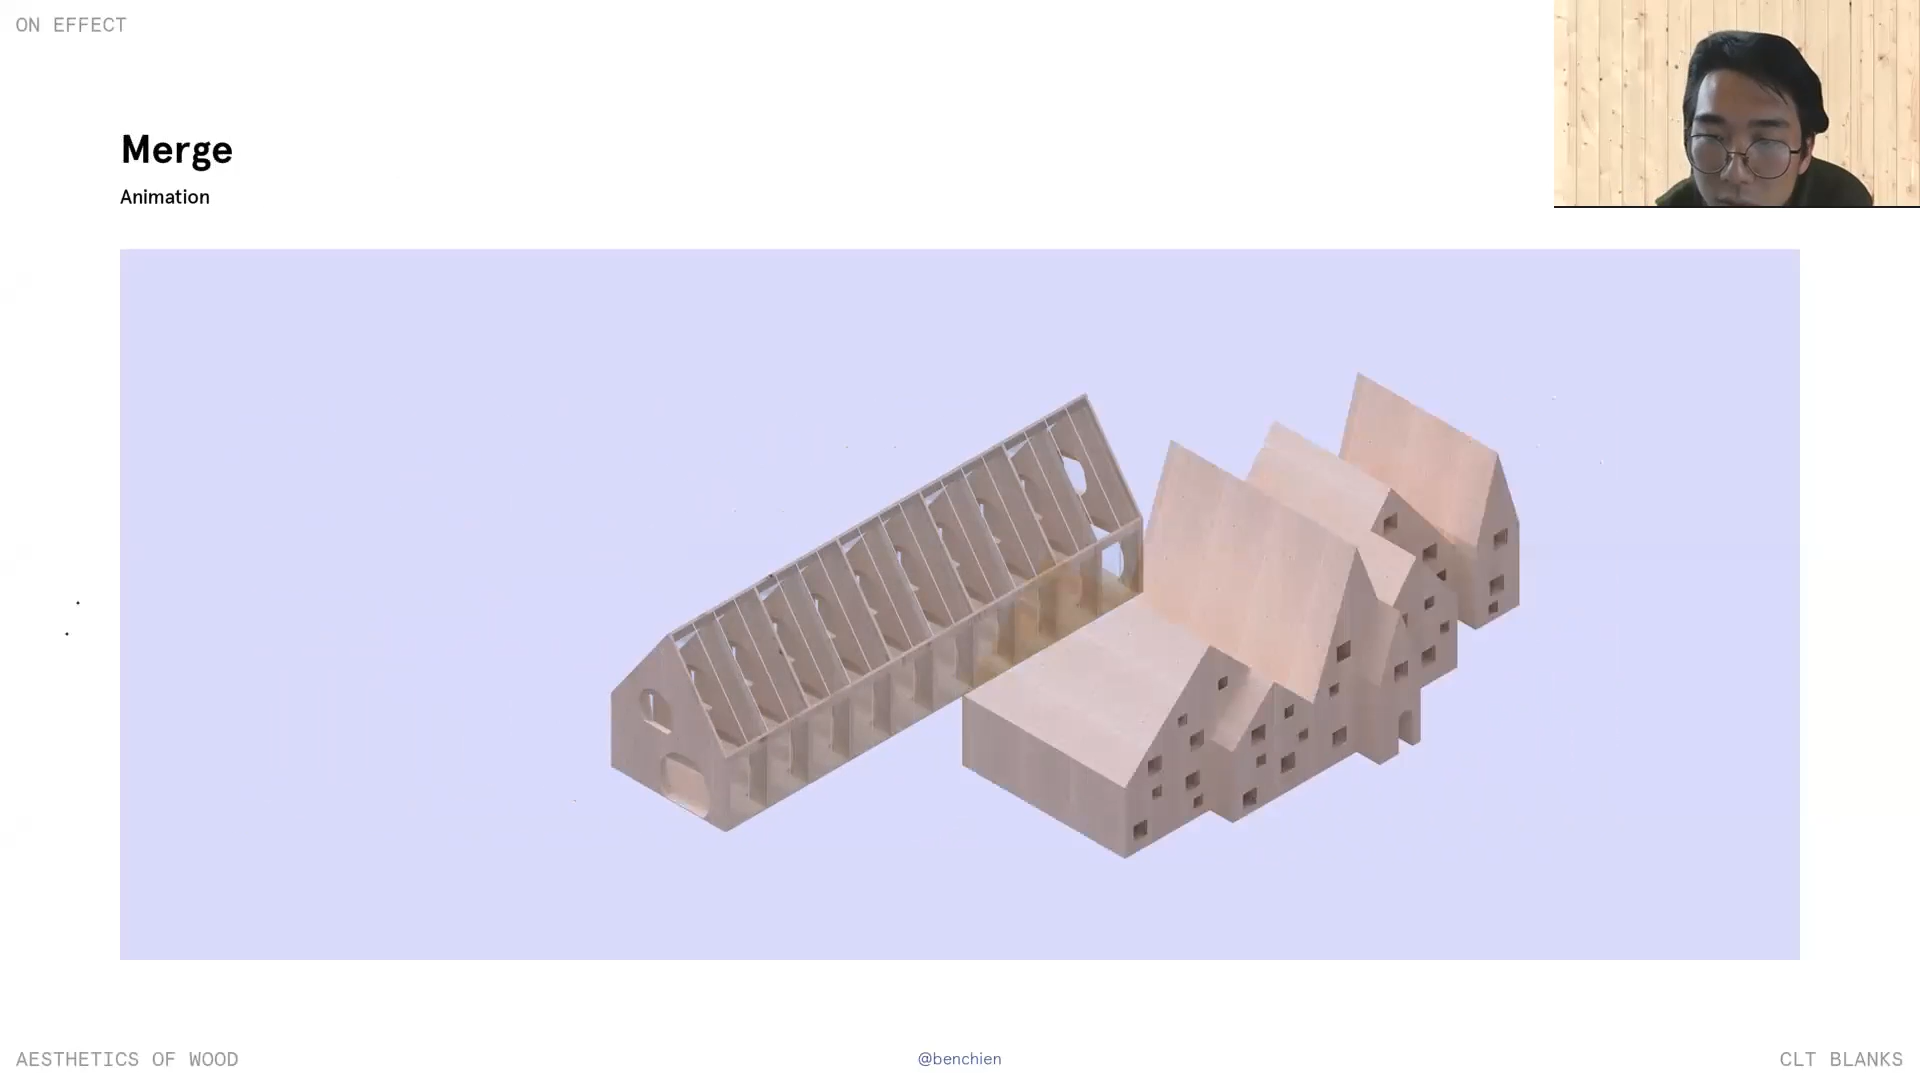 ON EFFECT
Merge
Animation
AESTHETICS OF WOOD
@benchien
CLT BLANKS